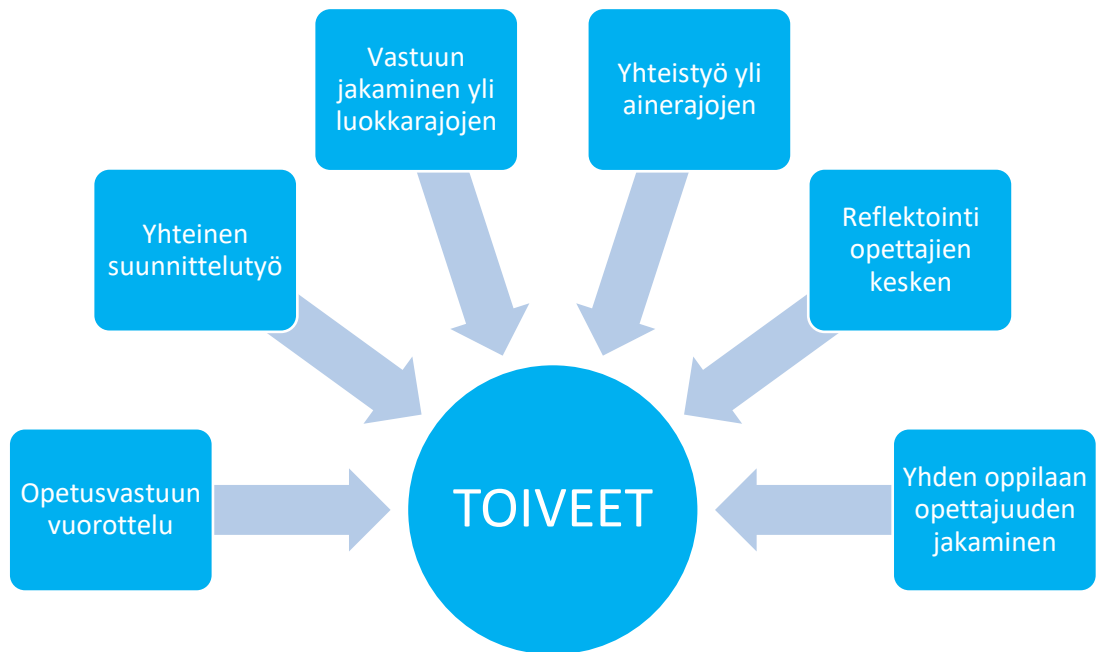 Vastuun
jakaminen yli
luokkarajojen
Yhteistyö yli
ainerajojen
Yhteinen
suunnittelutyö
Reflektointi
opettajien
kesken
Opetusvastuun
vuorottelu
TOIVEET
Yhden oppilaan
opettajuuden
jakaminen